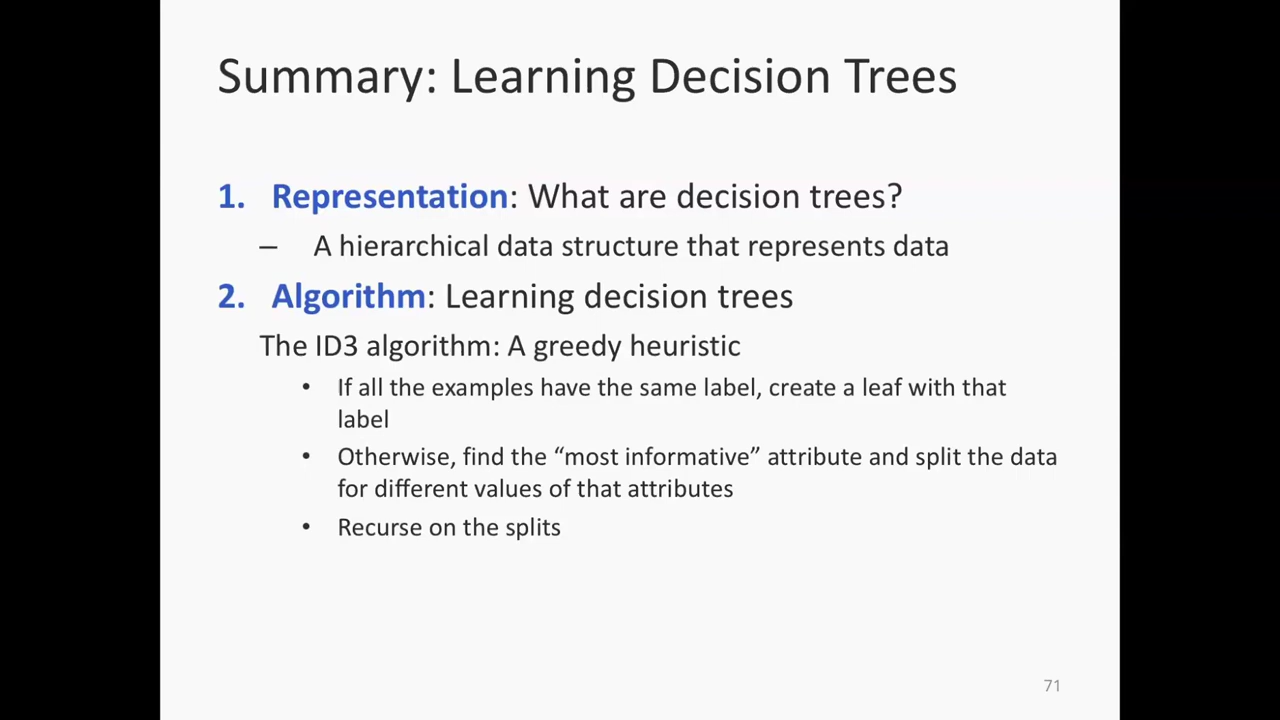 Summary: Learning Decision Trees
1. Representation: What are decision trees?
– A hierarchical data structure that represents data
2. Algorithm: Learning decision trees
The ID3 algorithm: A greedy heuristic
• If all the examples have the same label, create a leaf with that
label
• Otherwise, find the “most informative” attribute and split the data
for different values of that attributes
• Recurse on the splits
71